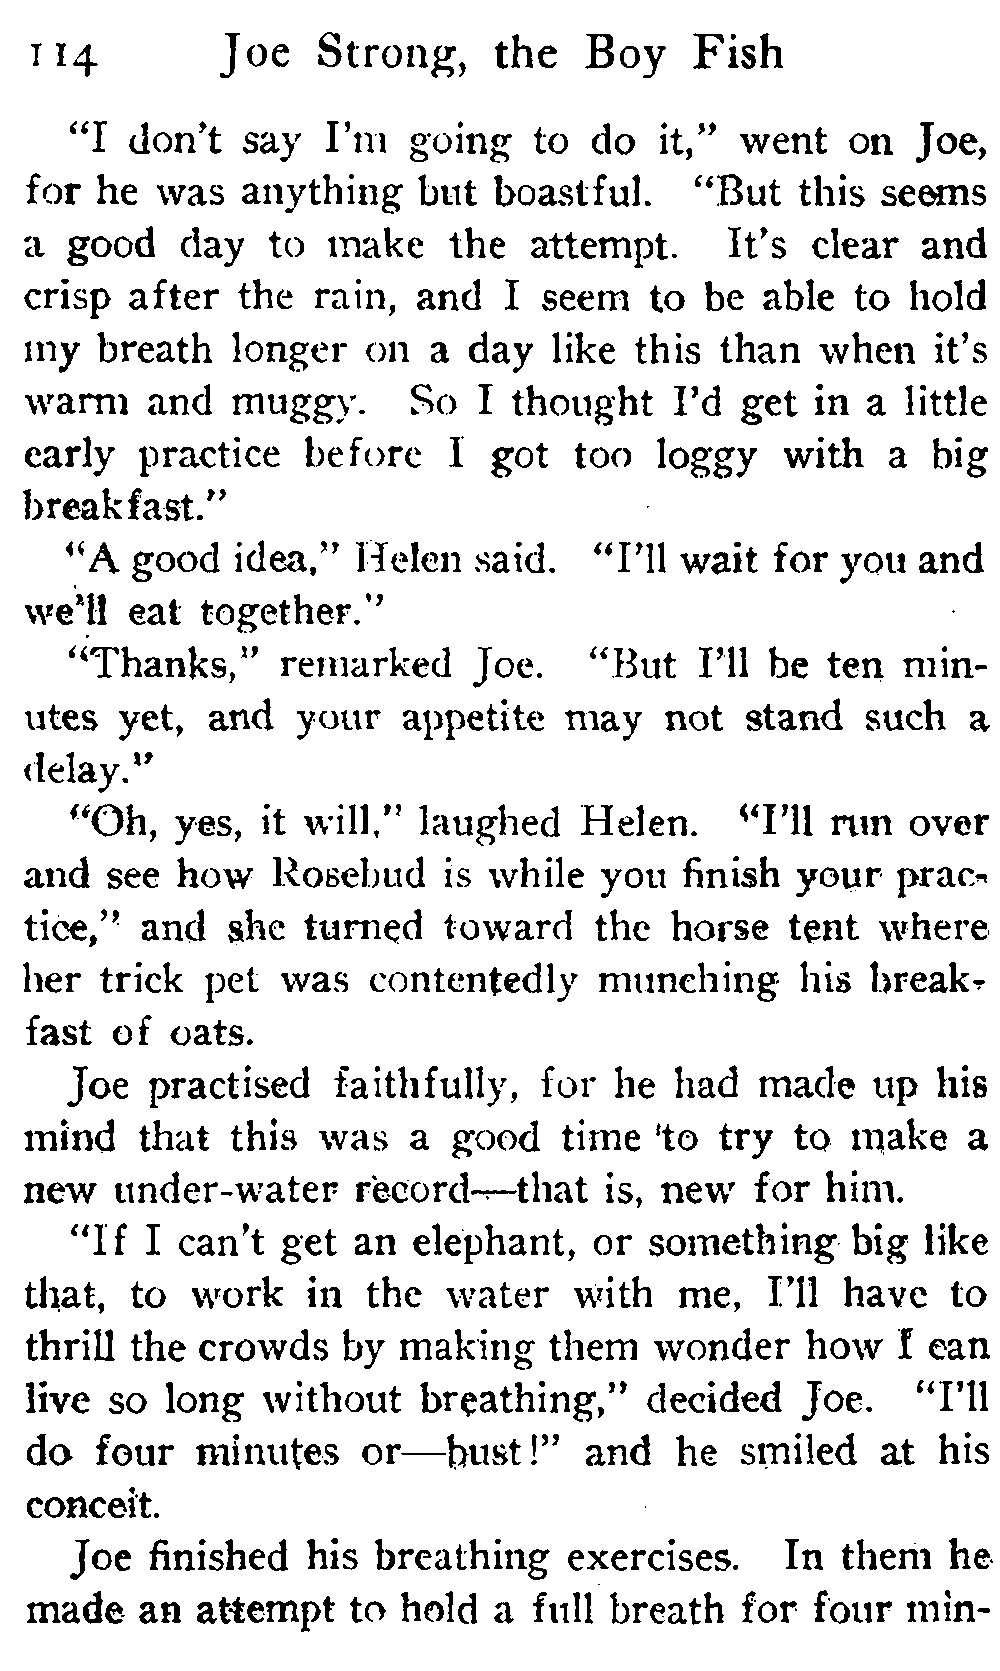 114 Joe Strong, the Boy Fish
"I don't say I'm going to do it," went on Joe,
for he was anything but boastful. "But this seems
a good day to make the attempt. It's clear and
crisp after the rain, and I seem to be able to hold
my breath longer on a day like this than when it's
warm and muggy. So I thought I'd get in a little
early practice before I got too loggy with a big
breakfast."
"A good idea," Helen said. "I'll wait for you and
we'll eat together."
"Thanks," remarked Joe. "But I'll be ten min-
utes yet, and your appetite may not stand such a
delay."
"Oh, yes, it will," laughed Helen. "I'll run over
and see how Rosebud is while you finish your prac-
tice," and she turned toward the horse tent where
her trick pet was contentedly munching his break-
fast of oats.
Joe practised faithfully, for he had made up his
mind that this was a good time to try to make a
new under-water record—that is, new for him.
"If I can't get an elephant, or something big like
that, to work in the water with me, I'll have to
thrill the crowds by making them wonder how I can
live so long without breathing," decided Joe. "I'll
do four minutes or—bust!" and he smiled at his
conceit.
Joe finished his breathing exercises. In them he
made an attempt to hold a full breath for four min-